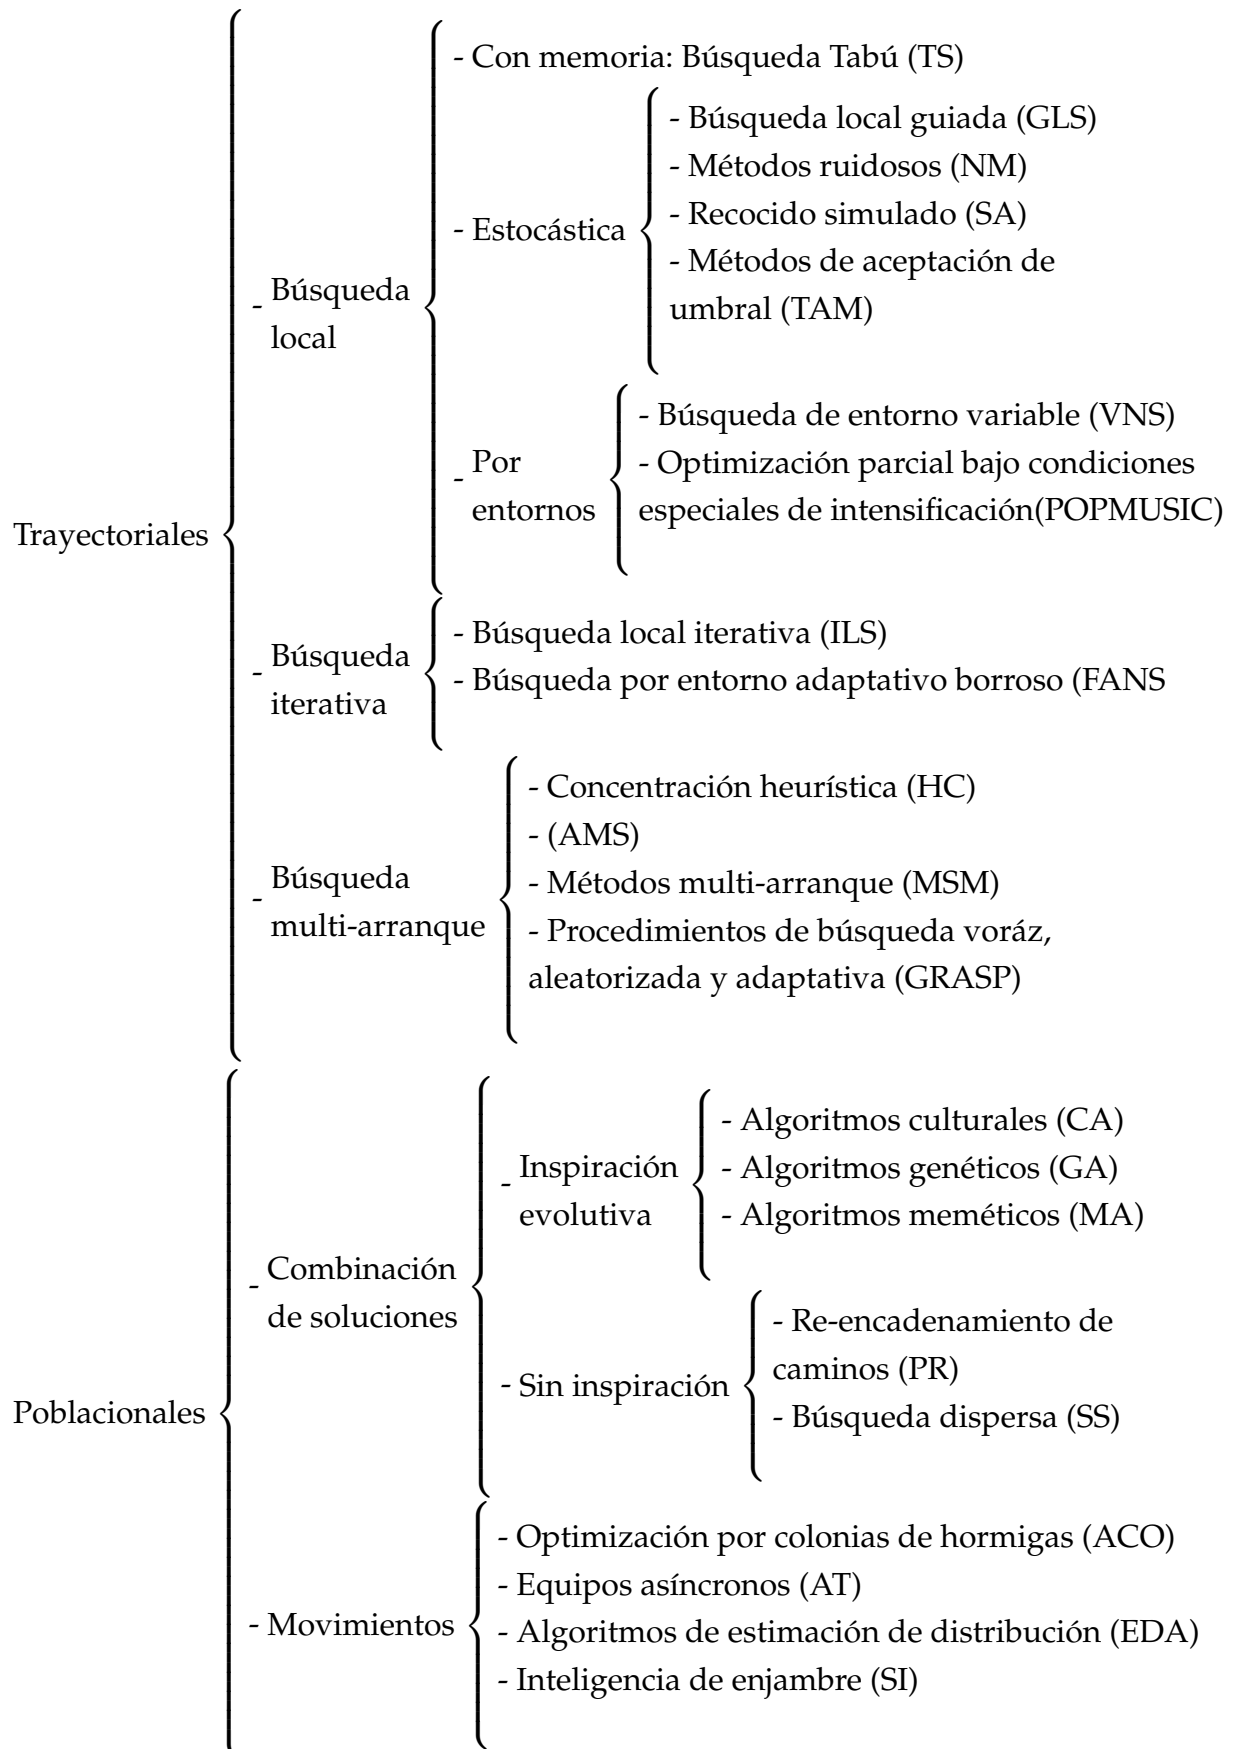 - Con memoria: Búsqueda Tabú (TS)
- Búsqueda local guiada (GLS)
- Métodos ruidosos (NM)
- Recocido simulado (SA)
- Estocástica
- Métodos de aceptación de
umbral (TAM)
- Búsqueda
local
- Búsqueda de entorno variable (VNS)
- Por
entornos
- Optimización parcial bajo condiciones
especiales de intensificación(POPMUSIC)
Trayectoriales
- Búsqueda local iterativa (ILS)
- Búsqueda
iterativa
- Búsqueda por entorno adaptativo borroso (FANS
- Concentración heurística (HC)
- (AMS)
- Búsqueda
multi-arranque
- Métodos multi-arranque (MSM)
- Procedimientos de búsqueda voráz,
aleatorizada y adaptativa (GRASP)
- Algoritmos culturales (CA)
- Inspiración
evolutiva
- Algoritmos genéticos (GA)
- Algoritmos meméticos (MA)
- Combinación
de soluciones
- Re-encadenamiento de
caminos (PR)
- Sin inspiración
- Búsqueda dispersa (SS)
Poblacionales
- Optimización por colonias de hormigas (ACO)
- Equipos asíncronos (AT)
- Movimientos
- Algoritmos de estimación de distribución (EDA)
- Inteligencia de enjambre (SI)